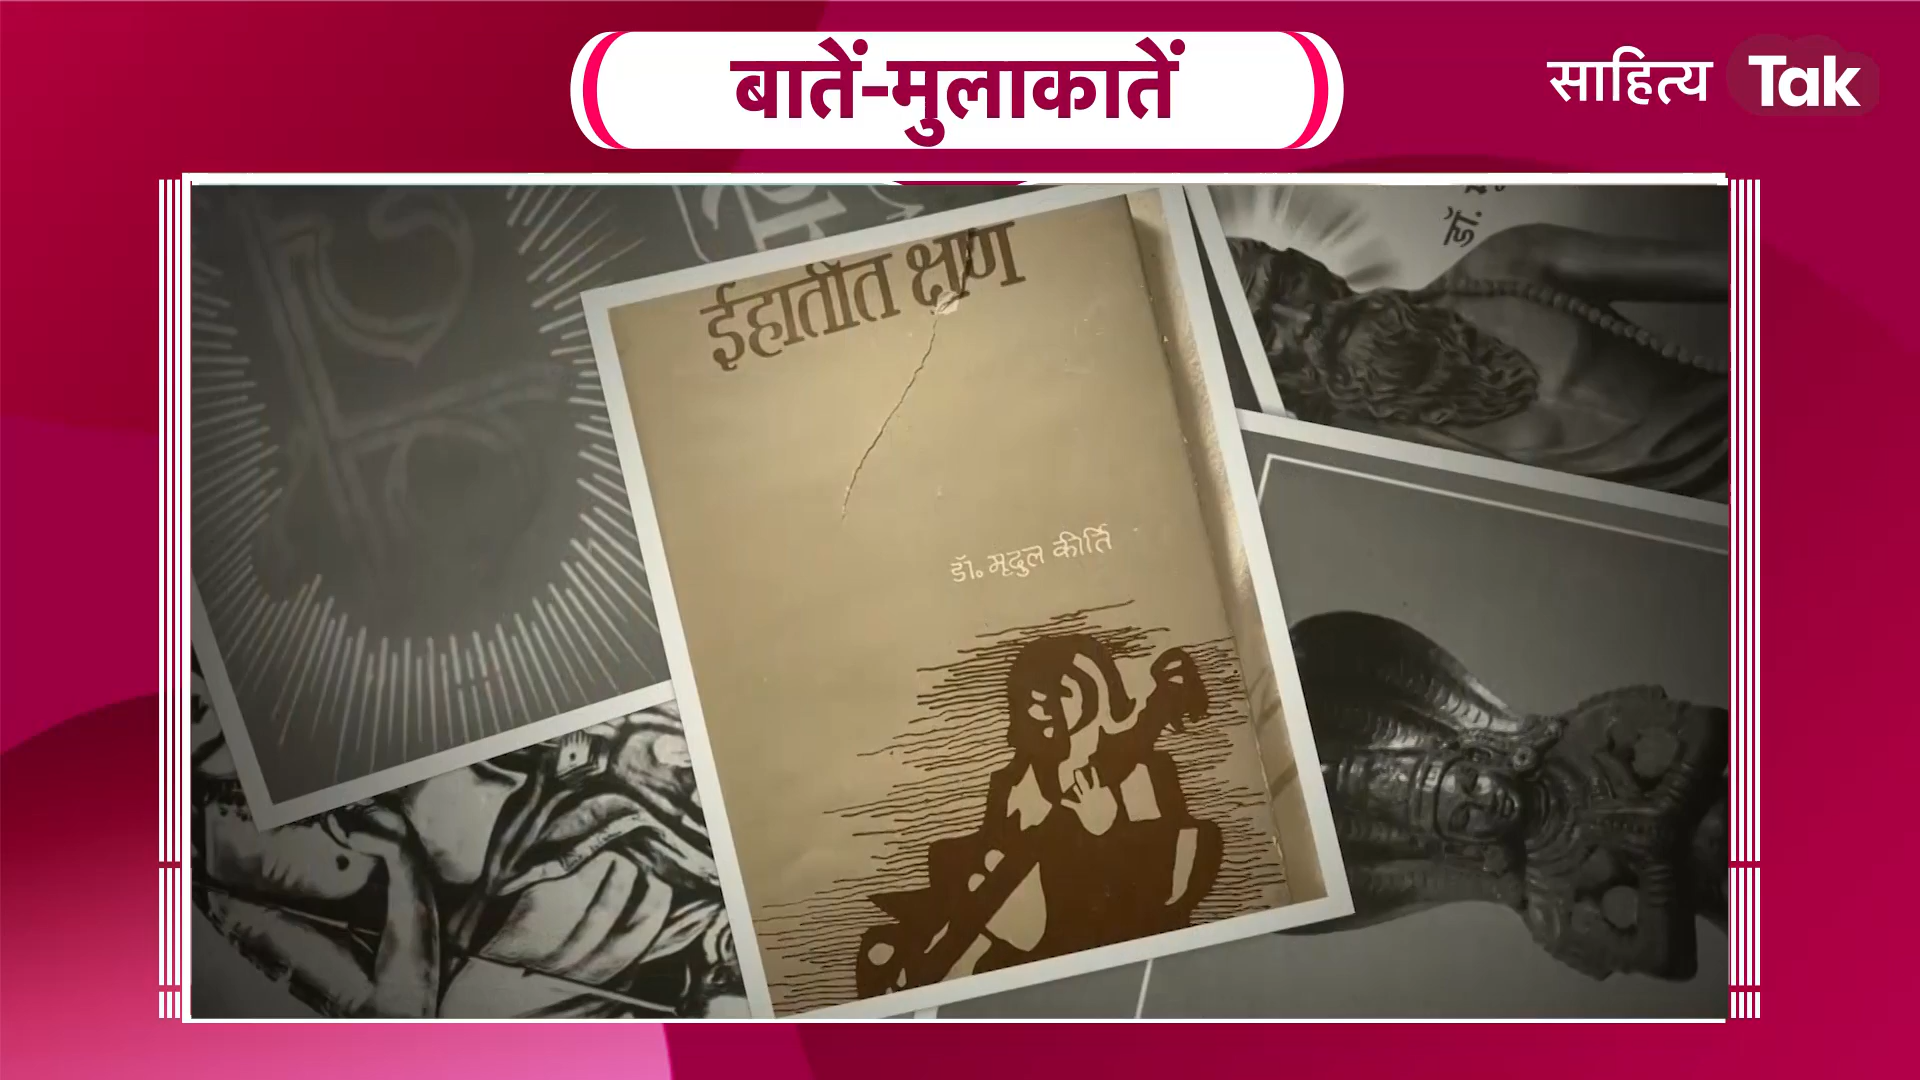 बातें-मुलाकातें
साहित्य Tak
ईहातीत क्षण
डॉ. मृदुल कीर्ति
डॉ.